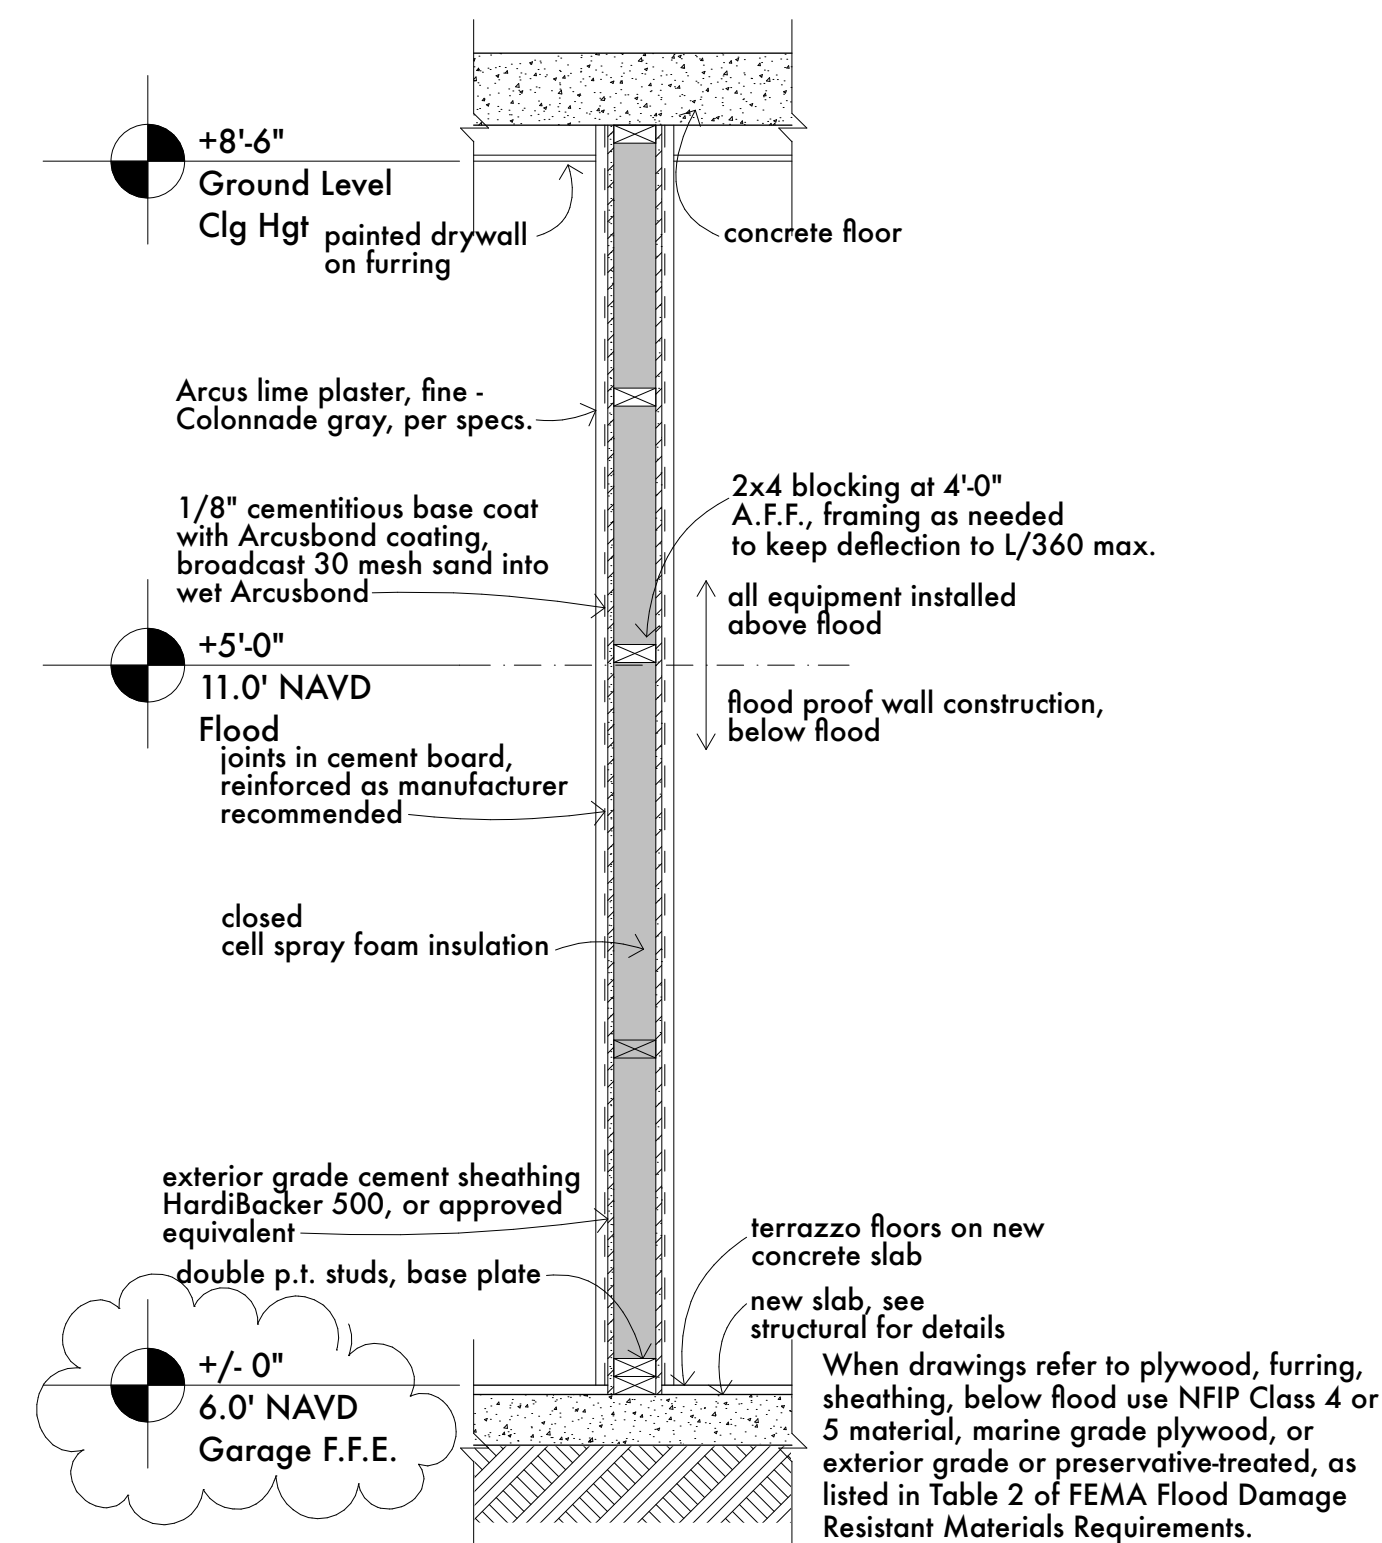 +8'-6"
Ground Level
Clg Hgt
painted drywall
on furring
concrete floor
Arcus lime plaster, fine -
Colonnade gray, per specs.
1/8" cementitious base coat
with Arcusbond coating,
broadcast 30 mesh sand into
wet Arcusbond
2x4 blocking at 4'-0"
A.F.F., framing as needed
to keep deflection to L/360 max.
all equipment installed
above flood
+5'-0"
11.0' NAVD
Flood
flood proof wall construction,
below flood
joints in cement board,
reinforced as manufacturer
recommended
closed
cell spray foam insulation
exterior grade cement sheathing
HardiBacker 500, or approved
equivalent
double p.t. studs, base plate
terrazzo floors on new
concrete slab
new slab, see
structural for details
+/- 0"
6.0' NAVD
Garage F.F.E.
When drawings refer to plywood, furring,
sheathing, below flood use NFIP Class 4 or
5 material, marine grade plywood, or
exterior grade or preservative-treated, as
listed in Table 2 of FEMA Flood Damage
Resistant Materials Requirements.